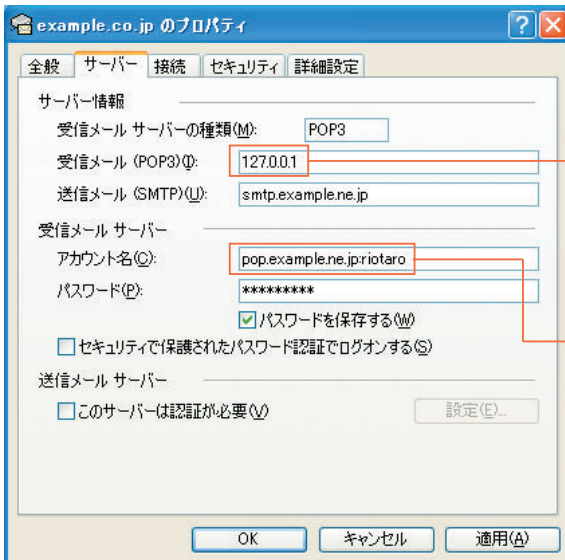 example.co.jp のプロパティ
全般 サーバー 接続 セキュリティ 詳細設定
サーバー情報
受信メール サーバーの種類(M): POP3
受信メール (POP3)(I): 127.0.0.1
送信メール (SMTP)(U): smtp.example.ne.jp
受信メール サーバー
アカウント名(C): pop.example.ne.jp:riotaro
パスワード(P): *********
パスワードを保存する(W)
セキュリティで保護されたパスワード認証でログオンする(S)
送信メール サーバー
このサーバーは認証が必要(V) 設定(E)...
OK キャンセル 適用(A)